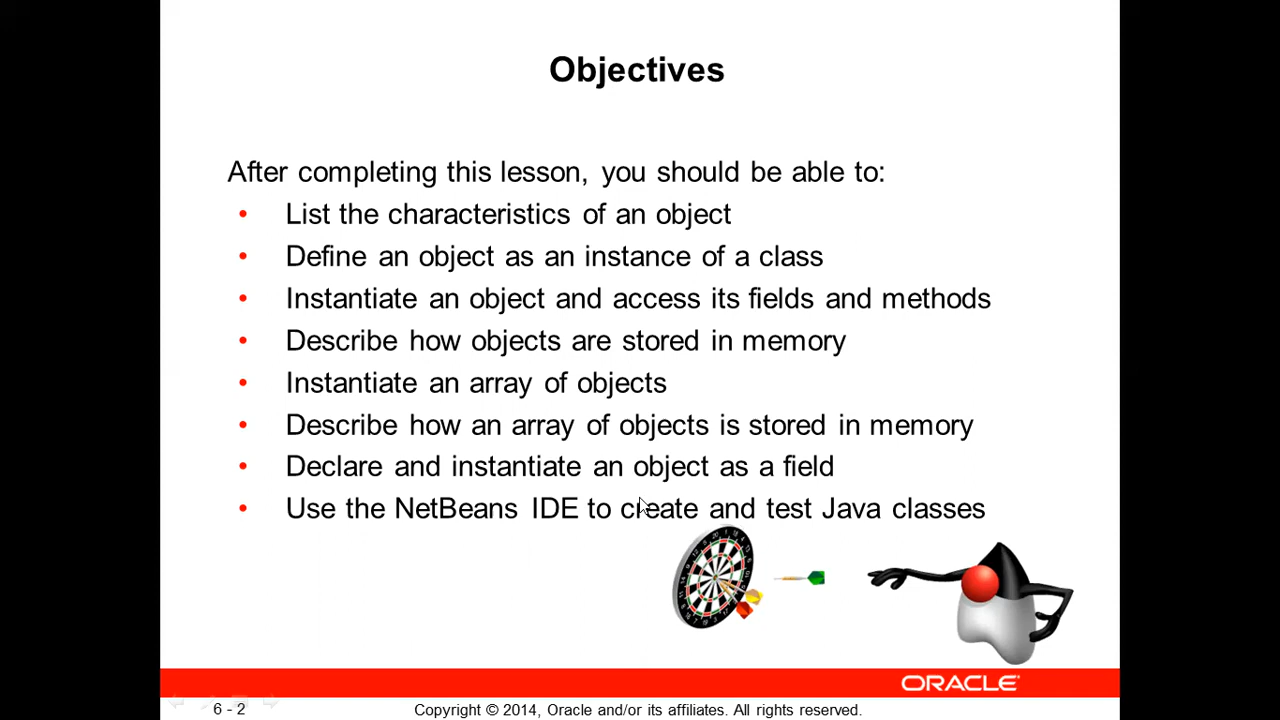 Objectives
After completing this lesson, you should be able to:
• List the characteristics of an object
• Define an object as an instance of a class
• Instantiate an object and access its fields and methods
• Describe how objects are stored in memory
• Instantiate an array of objects
• Describe how an array of objects is stored in memory
• Declare and instantiate an object as a field
• Use the NetBeans IDE to create and test Java classes
ORACLE
6 - 2 Copyright © 2014, Oracle and/or its affiliates. All rights reserved.